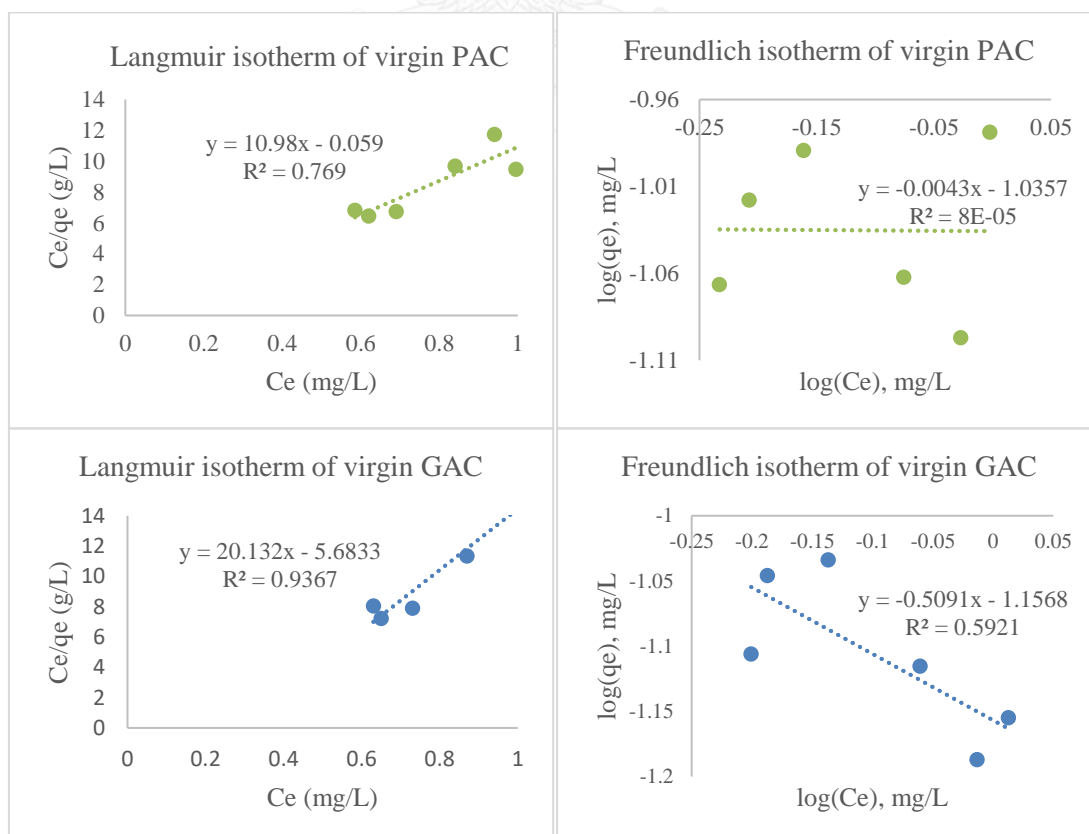 Langmuir isotherm of virgin PAC
Ce/qe (g/L)
14
12
10
8
6
4
2
0
y = 10.98x - 0.059
R² = 0.769
0 0.2 0.4 0.6 0.8 1
Ce (mg/L)
Freundlich isotherm of virgin PAC
log(qe), mg/L
-0.96
-1.01
-1.06
-1.11
-0.25 -0.15 -0.05 0.05
y = -0.0043x - 1.0357
R² = 8E-05
log(Ce), mg/L
Langmuir isotherm of virgin GAC
Ce/qe (g/L)
14
12
10
8
6
4
2
0
y = 20.132x - 5.6833
R² = 0.9367
0 0.2 0.4 0.6 0.8 1
Ce (mg/L)
Freundlich isotherm of virgin GAC
log(qe), mg/L
-1
-1.05
-1.1
-1.15
-1.2
-0.25 -0.2 -0.15 -0.1 -0.05 0 0.05
y = -0.5091x - 1.1568
R² = 0.5921
log(Ce), mg/L